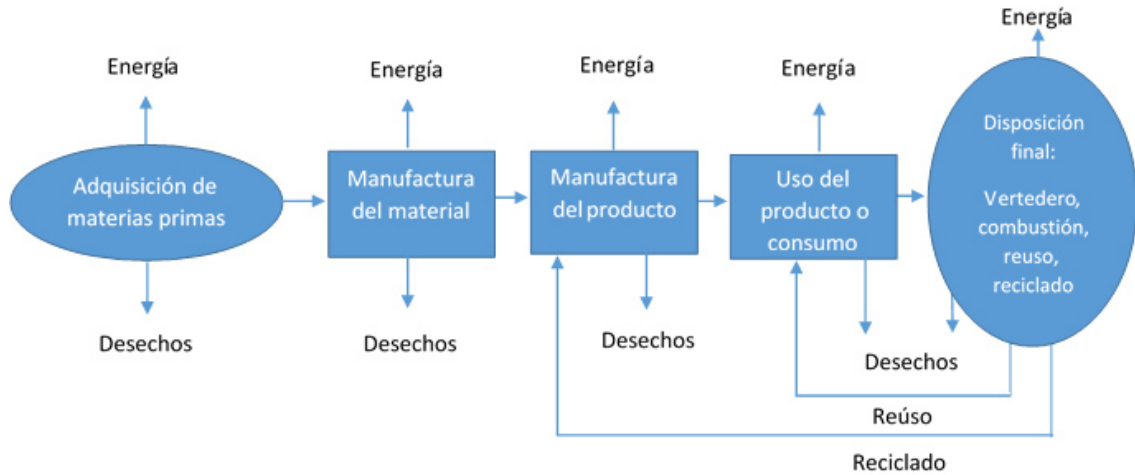 Energía
Energía
Energía
Energía
Energía
Adquisición de
materias primas
Manufactura
del material
Manufactura
del producto
Uso del
producto o
consumo
Disposición
final:
Vertedero,
combustión,
reuso,
reciclado
Desechos
Desechos
Desechos
Desechos
Reúso
Reciclado